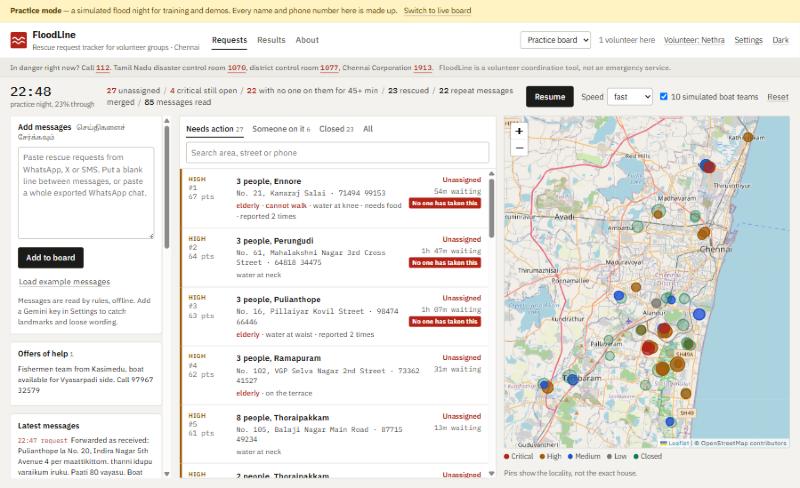 Practice mode — a simulated flood night for training and demos. Every name and phone number here is made up. Switch to live board
FloodLine
Rescue request tracker for volunteer groups · Chennai
Requests Results About
Practice board
1 volunteer here Volunteer: Nethra Settings Dark
In danger right now? Call 112. Tamil Nadu disaster control room 1070, district control room 1077, Chennai Corporation 1913. FloodLine is a volunteer coordination tool, not an emergency service.
22:48
practice night, 23% through
27 unassigned / 4 critical still open / 22 with no one on them for 45+ min / 23 rescued / 22 repeat messages
merged / 85 messages read
Resume
Speed fast
10 simulated boat teams Reset
Add messages செய்திகளைச்
சேர்க்கவும்
Paste rescue requests from
WhatsApp, X or SMS. Put a blank
line between messages, or paste
a whole exported WhatsApp chat.
Add to board
Load example messages
Messages are read by rules, offline. Add
a Gemini key in Settings to catch
landmarks and loose wording.
Offers of help 1
Fishermen team from Kasimedu, boat
available for Vyasarpadi side. Call 97967
32579
Latest messages
22:47 request Forwarded as received:
Pulianthope la No. 20, Indira Nagar 5th
Avenue 4 per maattikittom. thanni idupu
varaikum iruku. Paati 80 vayasu. Boat
Needs action 27 Someone on it 6 Closed 23 All
Search area, street or phone
HIGH
#1
67 pts
3 people, Ennore
No. 21, Kamaraj Salai · 71494 99153
elderly · cannot walk · water at knee · needs food
· reported 2 times
Unassigned
54m waiting
No one has taken this
HIGH
#2
64 pts
3 people, Perungudi
No. 61, Mahalakshmi Nagar 3rd Cross
Street · 64818 34475
water at neck
Unassigned
1h 47m waiting
No one has taken this
HIGH
#3
63 pts
3 people, Pulianthope
No. 16, Pillaiyar Kovil Street · 98474
66446
elderly · water at waist · reported 2 times
Unassigned
1h 07m waiting
No one has taken this
HIGH
#4
62 pts
3 people, Ramapuram
No. 102, VGP Selva Nagar 2nd Street · 73362
41527
elderly · on the terrace
Unassigned
31m waiting
HIGH
#5
61 pts
8 people, Thoraipakkam
No. 105, Balaji Nagar Main Road · 87715
49234
water at neck
Unassigned
13m waiting
HIGH
2 people, Thoraipakkam
Unassigned
+
−
Red Hills
Thiruvottiyur
Madhavaram
Avadi
Ambattur
Chennai
Maduravoyal
Thirumazhisai
Poonamallee
Kundrathur
Alandur
Pallavaram
SH49A
Tambaram
SH49
Guduvancheri
Leaflet | © OpenStreetMap contributors
Critical High Medium Low Closed
Pins show the locality, not the exact house.